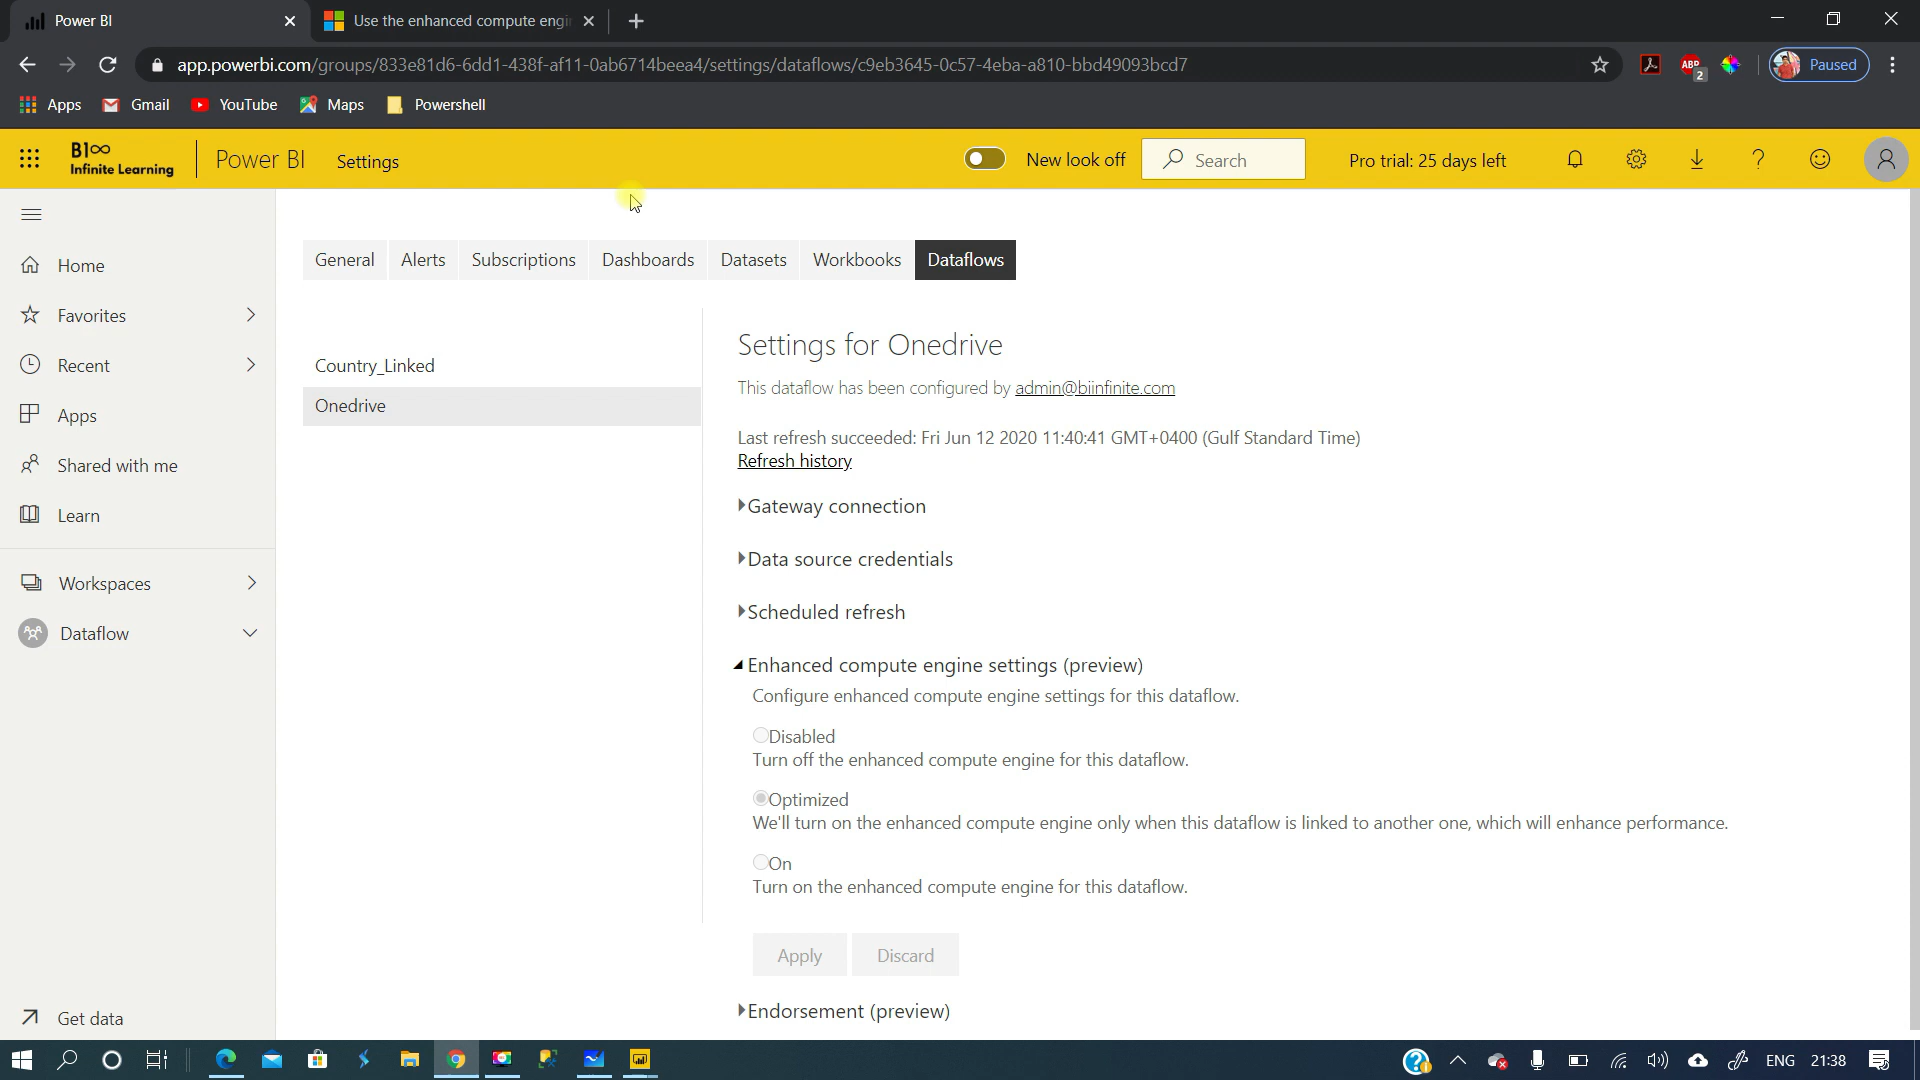 Power BI
Use the enhanced compute engi
app.powerbi.com/groups/833e81d6-6dd1-438f-af11-0ab6714beea4/settings/dataflows/c9eb3645-0c57-4eba-a810-bbd49093bcd7
ABP
2
Paused
Apps
Gmail
YouTube
Maps
Powershell
BI∞
Infinite Learning
Power BI
Settings
New look off
Search
Pro trial: 25 days left
Home
Favorites
Recent
Apps
Shared with me
Learn
Workspaces
Dataflow
Get data
General
Alerts
Subscriptions
Dashboards
Datasets
Workbooks
Dataflows
Country_Linked
Onedrive
Settings for Onedrive
This dataflow has been configured by admin@biinfinite.com
Last refresh succeeded: Fri Jun 12 2020 11:40:41 GMT+0400 (Gulf Standard Time)
Refresh history
Gateway connection
Data source credentials
Scheduled refresh
Enhanced compute engine settings (preview)
Configure enhanced compute engine settings for this dataflow.
Disabled
Turn off the enhanced compute engine for this dataflow.
Optimized
We'll turn on the enhanced compute engine only when this dataflow is linked to another one, which will enhance performance.
On
Turn on the enhanced compute engine for this dataflow.
Apply
Discard
Endorsement (preview)
ENG
21:38